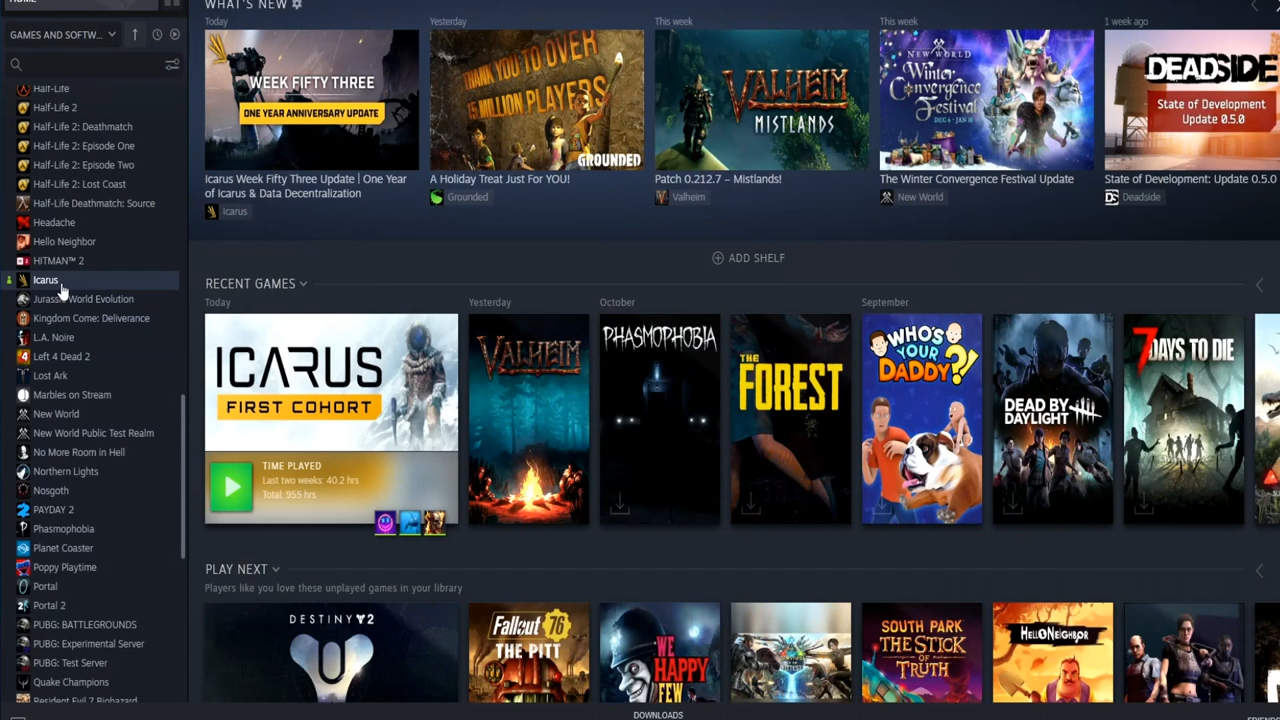 HOME
GAMES AND SOFTW...
Half-Life
Half-Life 2
Half-Life 2: Deathmatch
Half-Life 2: Episode One
Half-Life 2: Episode Two
Half-Life 2: Lost Coast
Half-Life Deathmatch: Source
Headache
Hello Neighbor
HITMAN™ 2
Icarus
Jurassic World Evolution
Kingdom Come: Deliverance
L.A. Noire
Left 4 Dead 2
Lost Ark
Marbles on Stream
New World
New World Public Test Realm
No More Room in Hell
Northern Lights
Nosgoth
PAYDAY 2
Phasmophobia
Planet Coaster
Poppy Playtime
Portal
Portal 2
PUBG: BATTLEGROUNDS
PUBG: Experimental Server
PUBG: Test Server
Quake Champions
Resident Evil 7 Biohazard
WHAT'S NEW
Today
Yesterday
This week
This week
1 week ago
WEEK FIFTY THREE
ONE YEAR ANNIVERSARY UPDATE
THANK YOU TO OVER
15 MILLION PLAYERS
GROUNDED
VALHEIM
MISTLANDS
NEW WORLD
Winter
Convergence
Festival
DEC 6 - JAN 10
DEADSIDE
State of Development
Update 0.5.0
Icarus Week Fifty Three Update | One Year
of Icarus & Data Decentralization
Icarus
A Holiday Treat Just For YOU!
Grounded
Patch 0.212.7 – Mistlands!
Valheim
The Winter Convergence Festival Update
New World
State of Development: Update 0.5.0
Deadside
ADD SHELF
RECENT GAMES
Today
Yesterday
October
September
ICARUS
FIRST COHORT
TIME PLAYED
Last two weeks: 40.2 hrs
Total: 955 hrs
VALHEIM
PHASMOPHOBIA
THE
FOREST
WHO'S
YOUR
DADDY?!
DEAD BY
DAYLIGHT
7 DAYS TO DIE
PLAY NEXT
Players like you love these unplayed games in your library
DESTINY 2
Fallout 76
THE PITT
WE
HAPPY
FEW
SOUTH PARK
THE STICK
OF
TRUTH
HELLO NEIGHBOR
DOWNLOADS